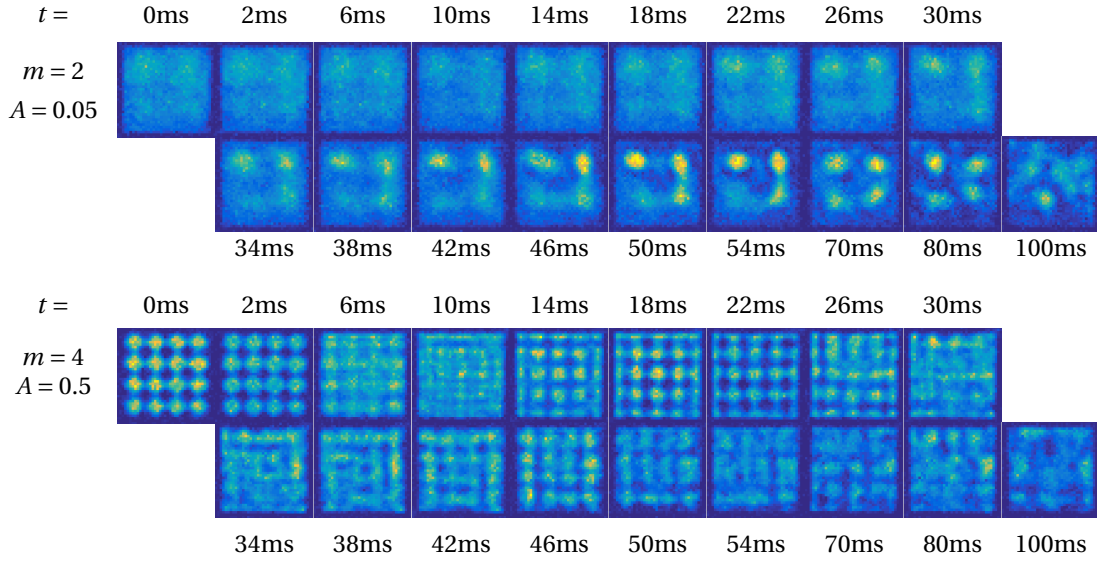 t = 0ms 2ms 6ms 10ms 14ms 18ms 22ms 26ms 30ms
m = 2
A = 0.05
34ms 38ms 42ms 46ms 50ms 54ms 70ms 80ms 100ms
t = 0ms 2ms 6ms 10ms 14ms 18ms 22ms 26ms 30ms
m = 4
A = 0.5
34ms 38ms 42ms 46ms 50ms 54ms 70ms 80ms 100ms